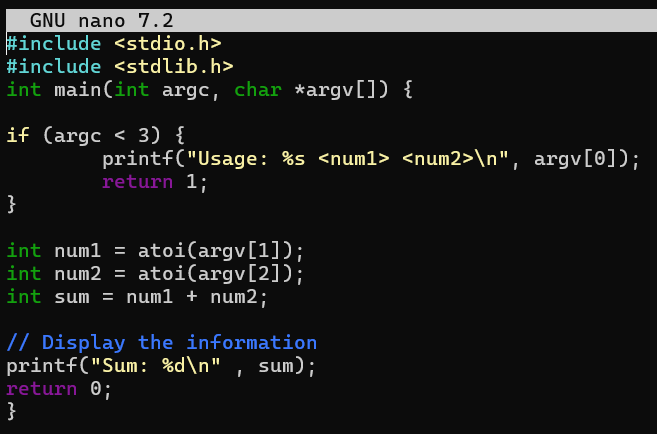 GNU nano 7.2
#include <stdio.h>
#include <stdlib.h>
int main(int argc, char *argv[]) {
if (argc < 3) {
        printf("Usage: %s <num1> <num2>\n", argv[0]);
        return 1;
}
int num1 = atoi(argv[1]);
int num2 = atoi(argv[2]);
int sum = num1 + num2;
// Display the information
printf("Sum: %d\n" , sum);
return 0;
}